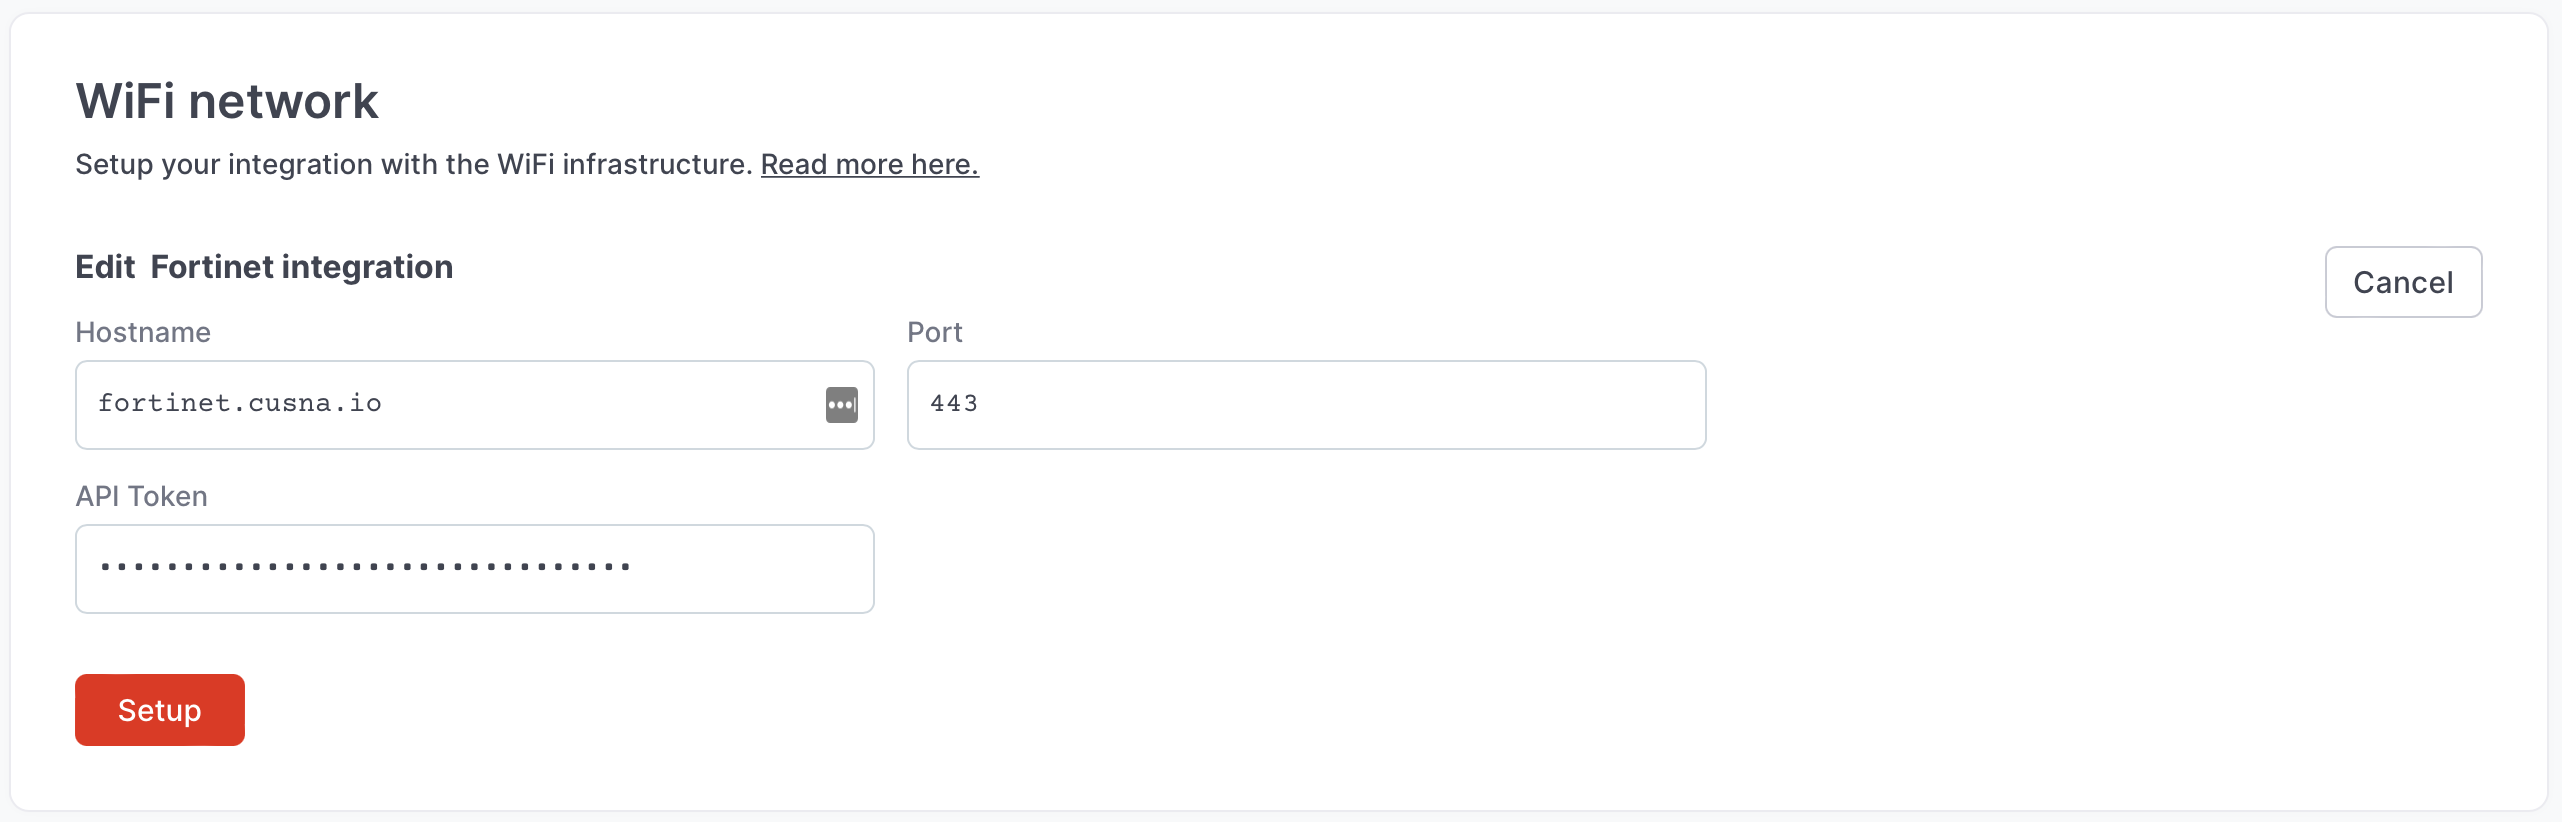 WiFi network
Setup your integration with the WiFi infrastructure. Read more here.
Edit Fortinet integration
Cancel
Hostname
Port
fortinet.cusna.io
443
API Token
••••••••••••••••••••••••••••••••
Setup